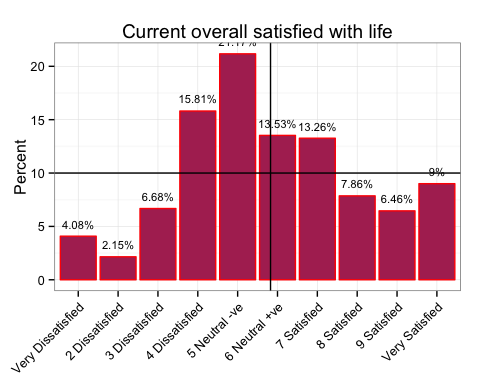 Current overall satisfied with life
Percent
20
15
10
5
0
4.08%
2.15%
6.68%
15.81%
21.17%
13.53%
13.26%
7.86%
6.46%
9%
Very Dissatisfied
2 Dissatisfied
3 Dissatisfied
4 Dissatisfied
5 Neutral -ve
6 Neutral +ve
7 Satisfied
8 Satisfied
9 Satisfied
Very Satisfied